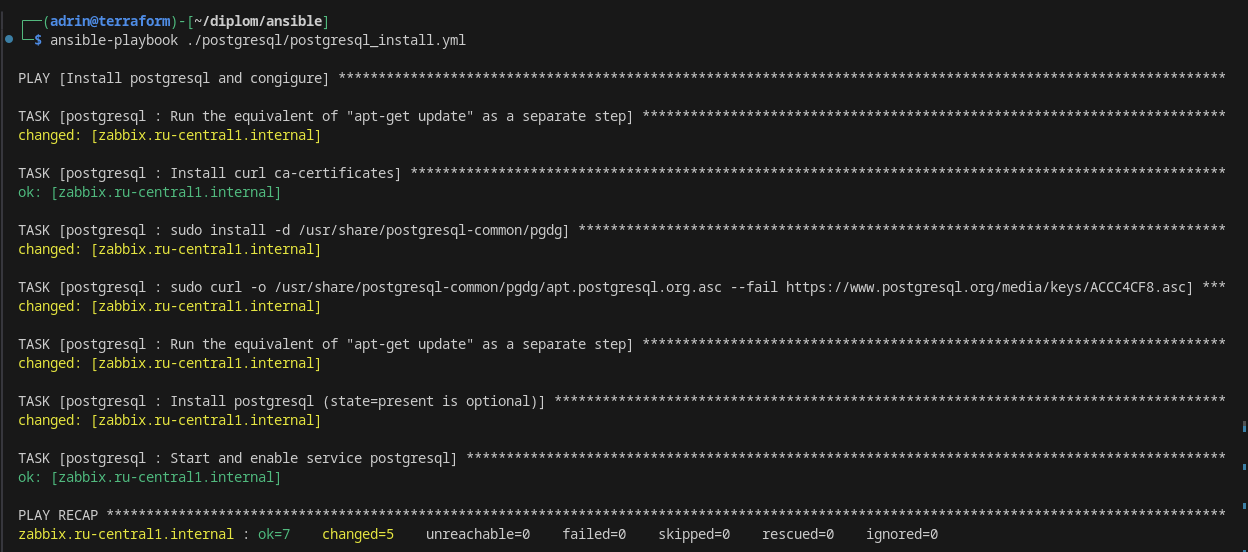 ┌──(adrin@terraform)-[~/diplom/ansible]
└─$ ansible-playbook ./postgresql/postgresql_install.yml
PLAY [Install postgresql and congigure] ***************************************************************************************************************
TASK [postgresql : Run the equivalent of "apt-get update" as a separate step] *************************************************************************
changed: [zabbix.ru-central1.internal]
TASK [postgresql : Install curl ca-certificates] ******************************************************************************************************
ok: [zabbix.ru-central1.internal]
TASK [postgresql : sudo install -d /usr/share/postgresql-common/pgdg] *********************************************************************************
changed: [zabbix.ru-central1.internal]
TASK [postgresql : sudo curl -o /usr/share/postgresql-common/pgdg/apt.postgresql.org.asc --fail https://www.postgresql.org/media/keys/ACCC4CF8.asc] ***
changed: [zabbix.ru-central1.internal]
TASK [postgresql : Run the equivalent of "apt-get update" as a separate step] *************************************************************************
changed: [zabbix.ru-central1.internal]
TASK [postgresql : Install postgresql (state=present is optional)] ************************************************************************************
changed: [zabbix.ru-central1.internal]
TASK [postgresql : Start and enable service postgresql] ***********************************************************************************************
ok: [zabbix.ru-central1.internal]
PLAY RECAP ********************************************************************************************************************************************
zabbix.ru-central1.internal : ok=7    changed=5    unreachable=0    failed=0    skipped=0    rescued=0    ignored=0